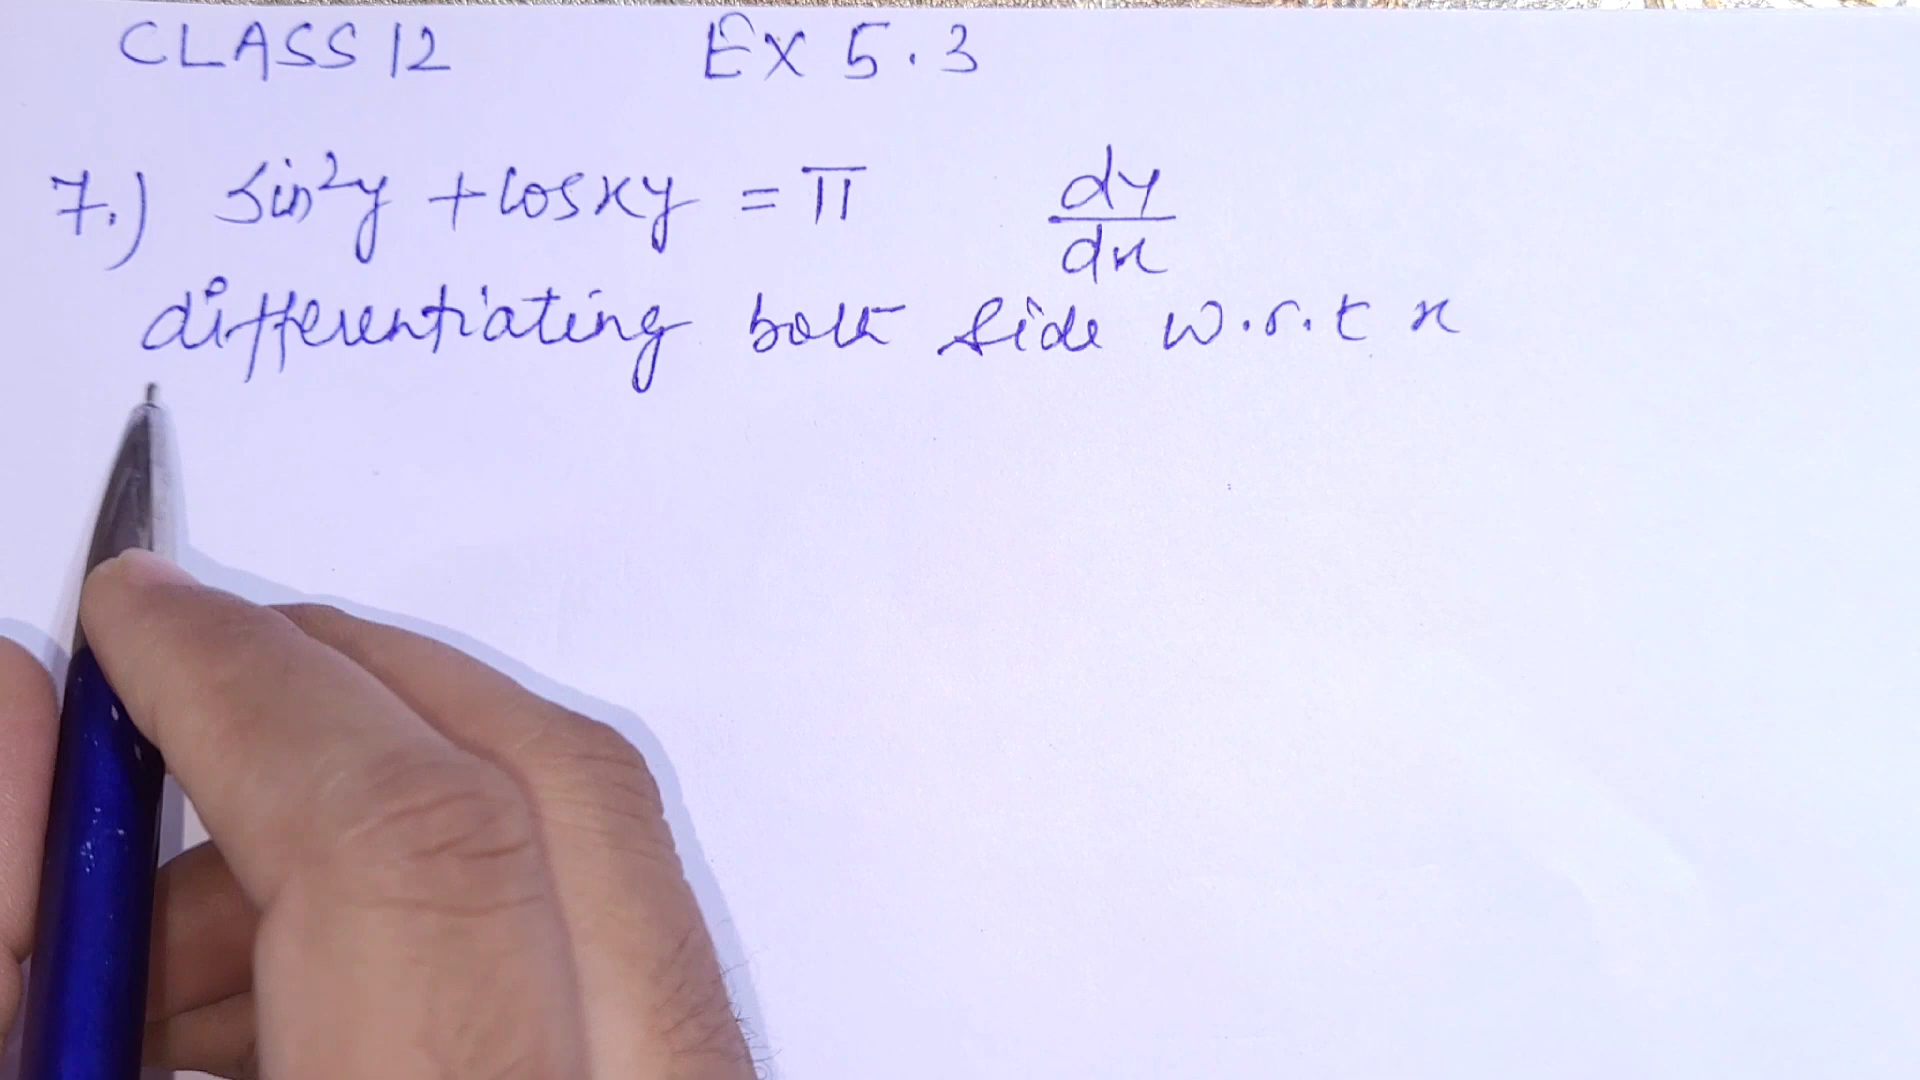 CLASS 12 EX 5.3
7.) sin²y + cosxy = π dy/dx
differentiating both side w.r.t x